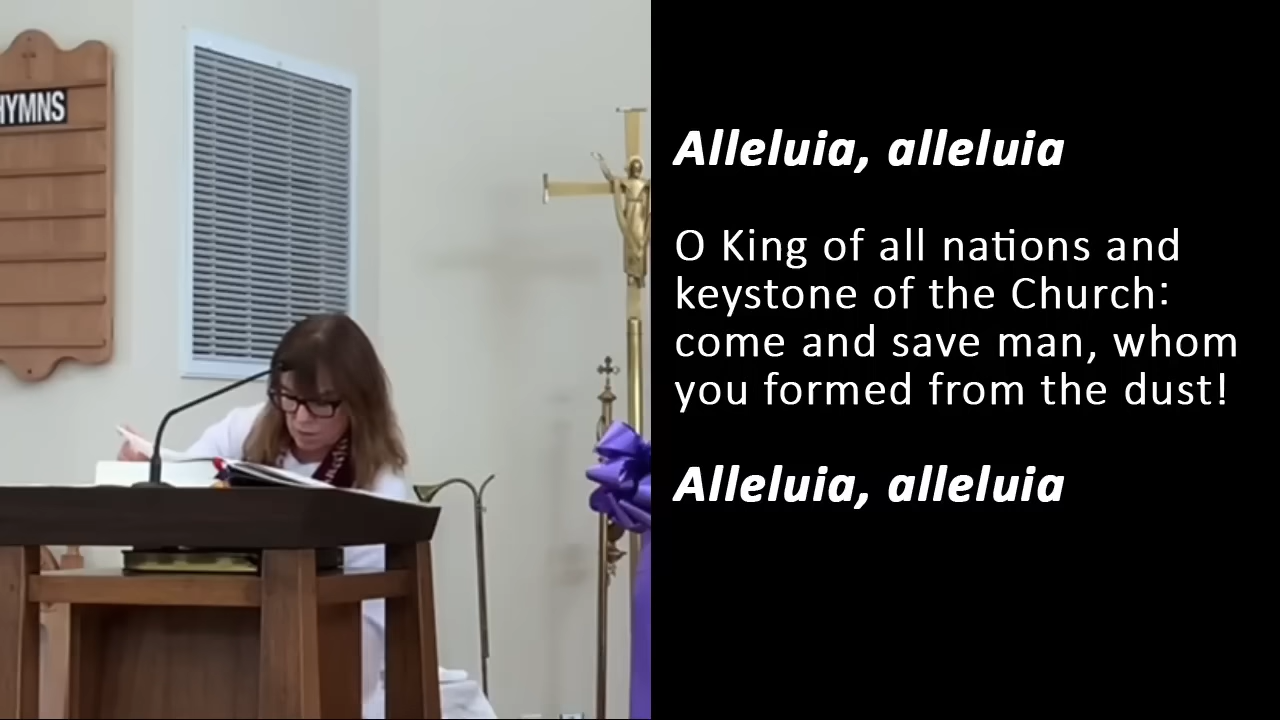 HYMNS
Alleluia, alleluia
O King of all nations and
keystone of the Church:
come and save man, whom
you formed from the dust!
Alleluia, alleluia